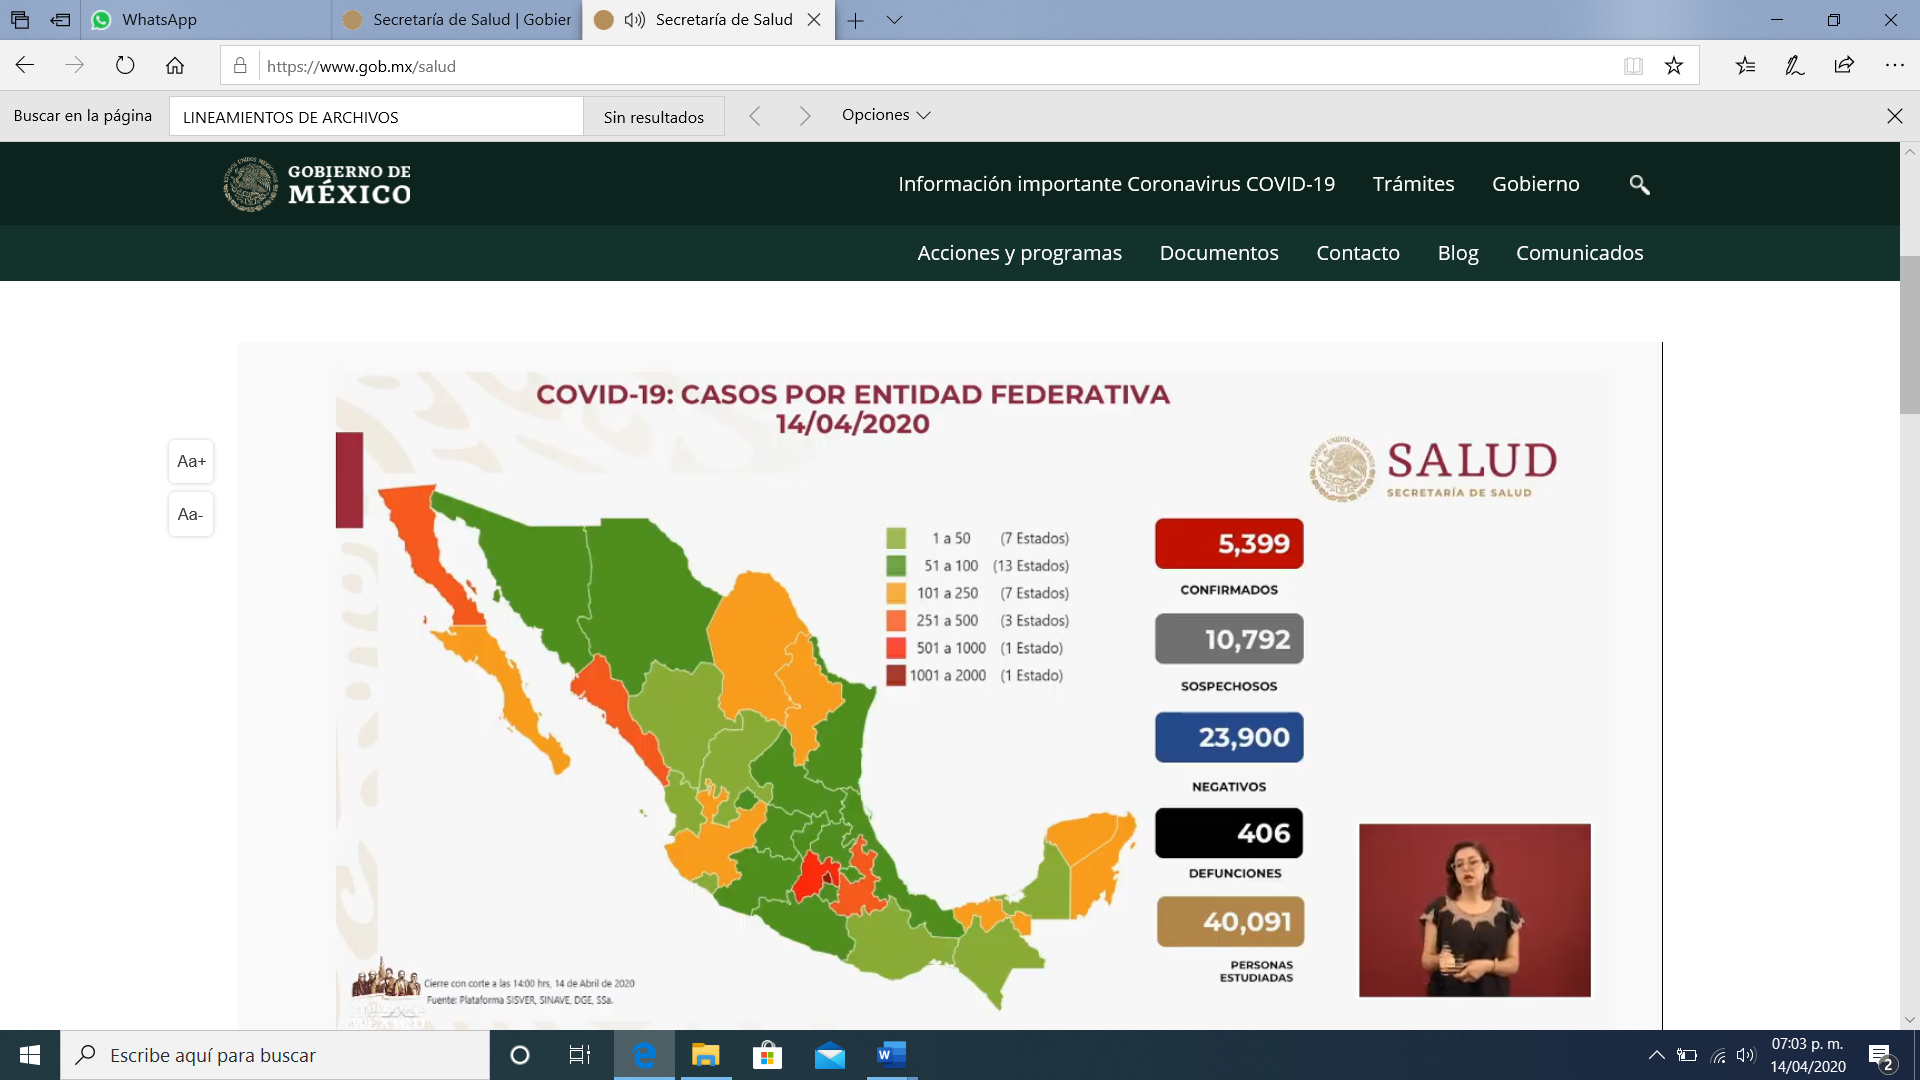 WhatsApp
Secretaría de Salud | Gobier
Secretaría de Salud
https://www.gob.mx/salud
Buscar en la página
LINEAMIENTOS DE ARCHIVOS
Sin resultados
Opciones
GOBIERNO DE
MÉXICO
Información importante Coronavirus COVID-19
Trámites
Gobierno
Acciones y programas
Documentos
Contacto
Blog
Comunicados
Aa+
Aa-
COVID-19: CASOS POR ENTIDAD FEDERATIVA
14/04/2020
SALUD
SECRETARÍA DE SALUD
1 a 50 (7 Estados)
51 a 100 (13 Estados)
101 a 250 (7 Estados)
251 a 500 (3 Estados)
501 a 1000 (1 Estado)
1001 a 2000 (1 Estado)
5,399
CONFIRMADOS
10,792
SOSPECHOSOS
23,900
NEGATIVOS
406
DEFUNCIONES
40,091
PERSONAS
ESTUDIADAS
Cierre con corte a las 14:00 hrs, 14 de Abril de 2020
Fuente: Plataforma SISVER, SINAVE, DGE, SSa.
Escribe aquí para buscar
07:03 p. m.
14/04/2020
2